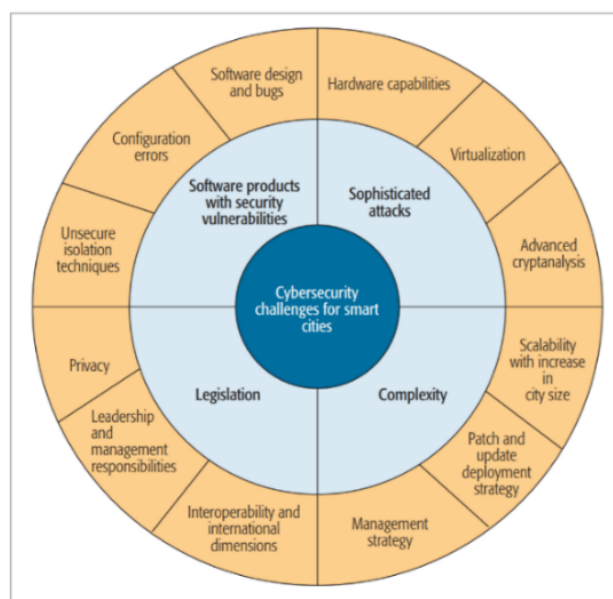 Software design
and bugs
Hardware capabilities
Configuration
errors
Virtualization
Software products
with security
vulnerabilities
Sophisticated
attacks
Unsecure
isolation
techniques
Advanced
cryptanalysis
Cybersecurity
challenges for smart
cities
Privacy
Scalability
with increase
in
city size
Legislation
Complexity
Leadership
and
management
responsibilities
Patch and
update
deployment
strategy
Interoperability and
international
dimensions
Management
strategy